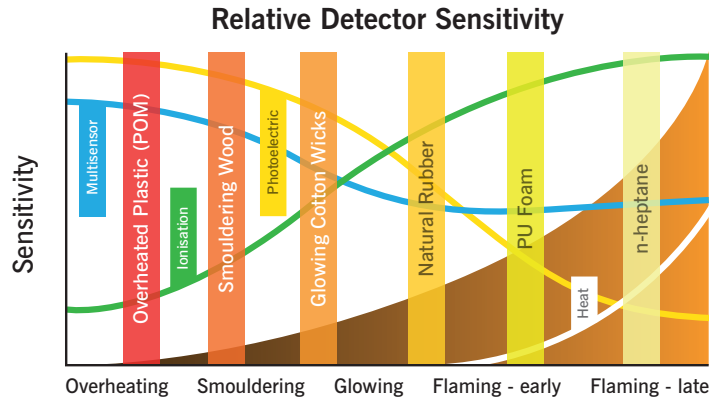 Relative Detector Sensitivity
Sensitivity
Multisensor
Overheated Plastic (POM)
Ionisation
Smouldering Wood
Photoelectric
Glowing Cotton Wicks
Natural Rubber
PU Foam
Heat
n-heptane
Overheating
Smouldering
Glowing
Flaming - early
Flaming - late